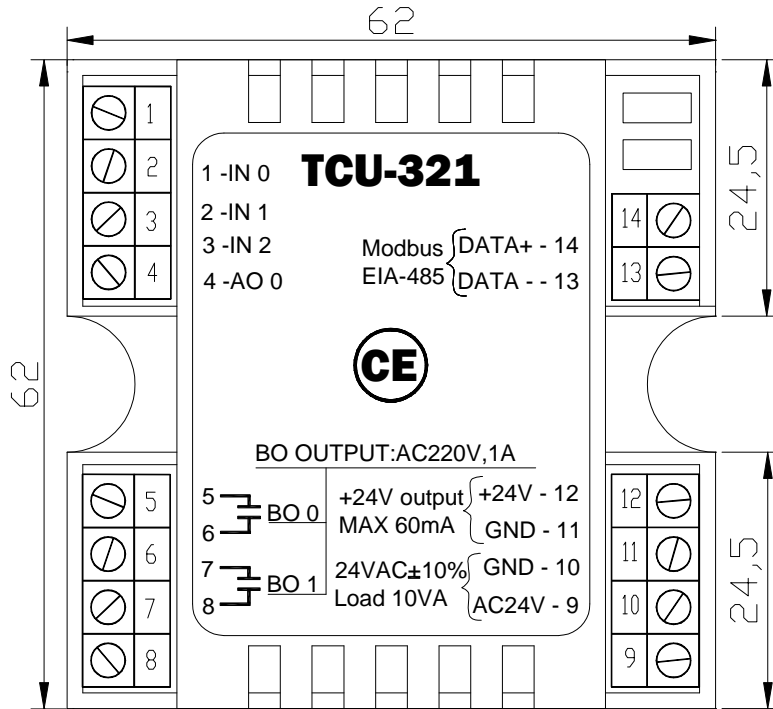 62
1
2
3
4
1 -IN 0
TCU-321
2 -IN 1
3 -IN 2
4 -AO 0
Modbus
EIA-485
DATA+ - 14
DATA - - 13
14
13
24,5
62
CE
BO OUTPUT:AC220V,1A
5
6
7
8
5
6
BO 0
7
8
BO 1
+24V output
MAX 60mA
+24V - 12
GND - 11
24VAC±10%
Load 10VA
GND - 10
AC24V - 9
12
11
10
9
24,5